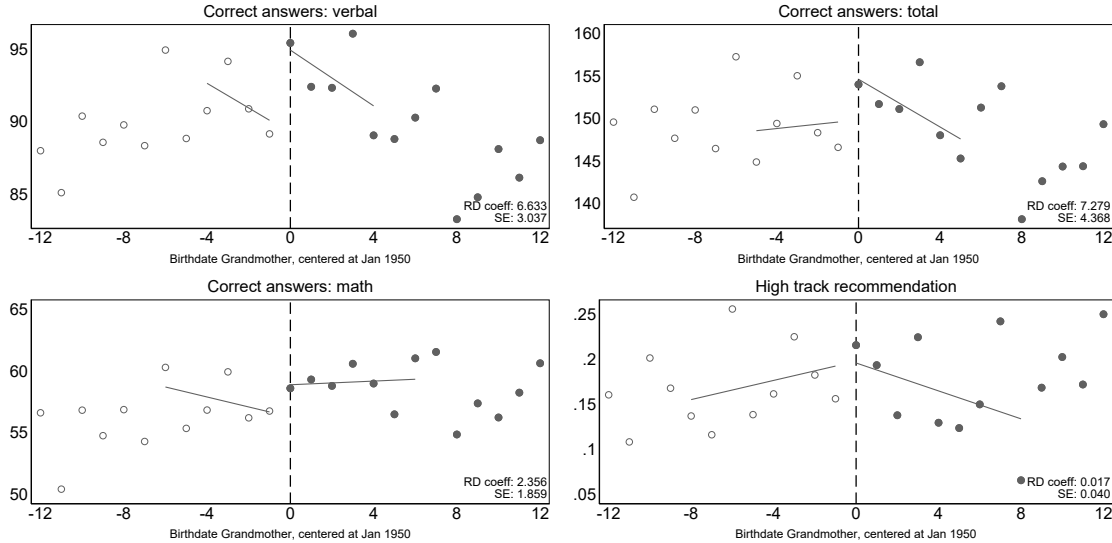 Correct answers: verbal
95
90
85
RD coeff: 6.633
SE: 3.037
-12 -8 -4 0 4 8 12
Birthdate Grandmother, centered at Jan 1950
Correct answers: total
160
155
150
145
140
RD coeff: 7.279
SE: 4.368
-12 -8 -4 0 4 8 12
Birthdate Grandmother, centered at Jan 1950
Correct answers: math
65
60
55
50
RD coeff: 2.356
SE: 1.859
-12 -8 -4 0 4 8 12
Birthdate Grandmother, centered at Jan 1950
High track recommendation
.25
.2
.15
.1
.05
RD coeff: 0.017
SE: 0.040
-12 -8 -4 0 4 8 12
Birthdate Grandmother, centered at Jan 1950